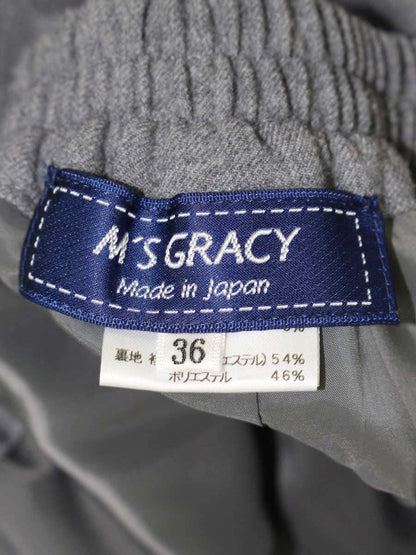 M'S GRACY
Made in Japan
36
%
裏地
エステル) 54%
ポリエステル 46%